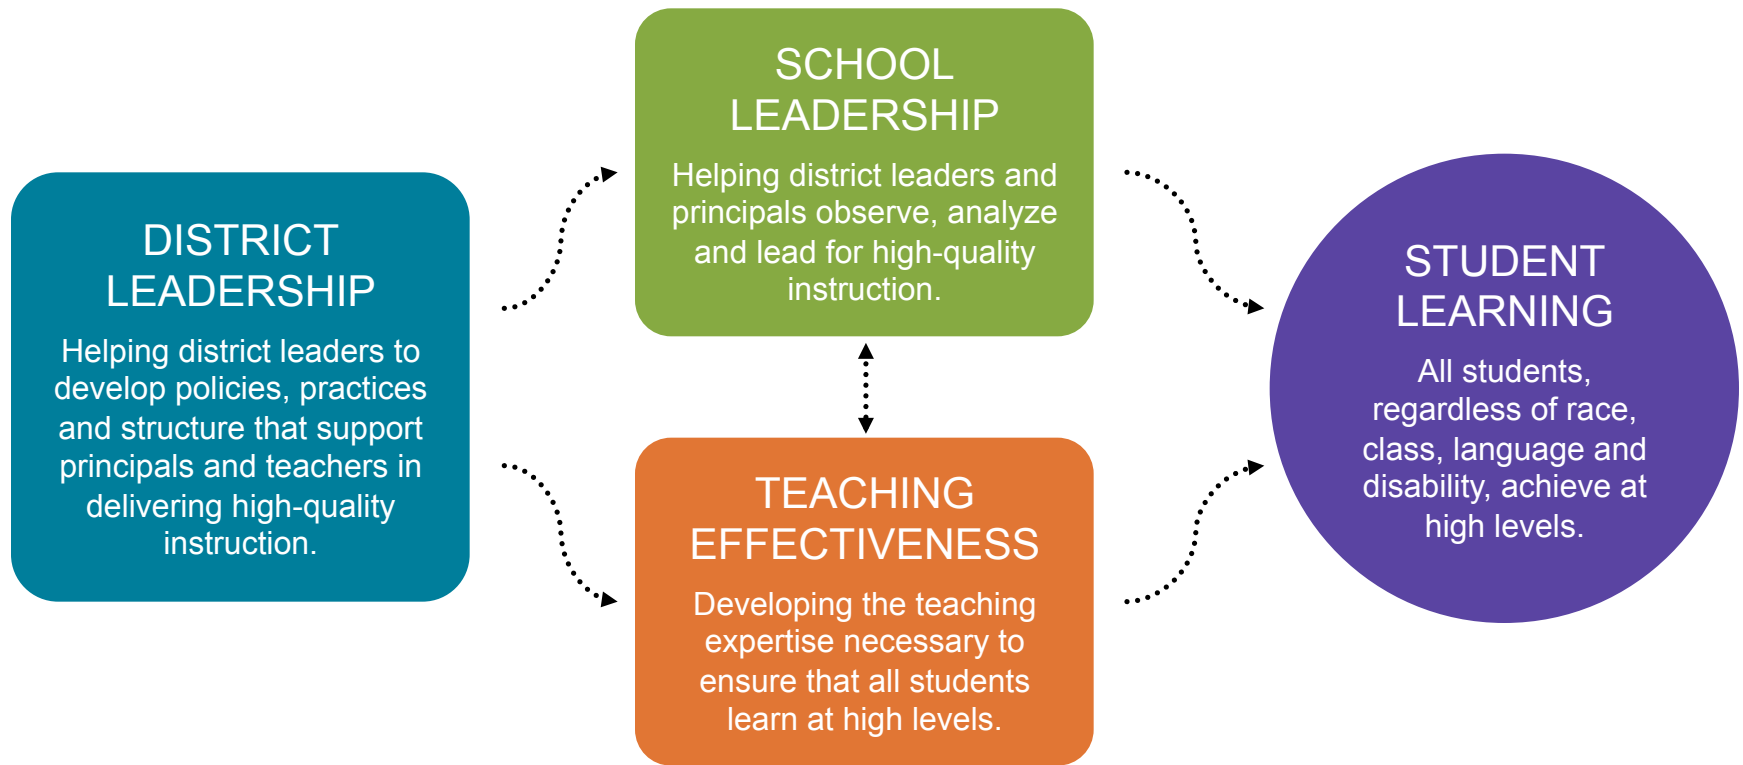 DISTRICT
LEADERSHIP
Helping district leaders to
develop policies, practices
and structure that support
principals and teachers in
delivering high-quality
instruction.
SCHOOL
LEADERSHIP
Helping district leaders and
principals observe, analyze
and lead for high-quality
instruction.
TEACHING
EFFECTIVENESS
Developing the teaching
expertise necessary to
ensure that all students
learn at high levels.
STUDENT
LEARNING
All students,
regardless of race,
class, language and
disability, achieve at
high levels.